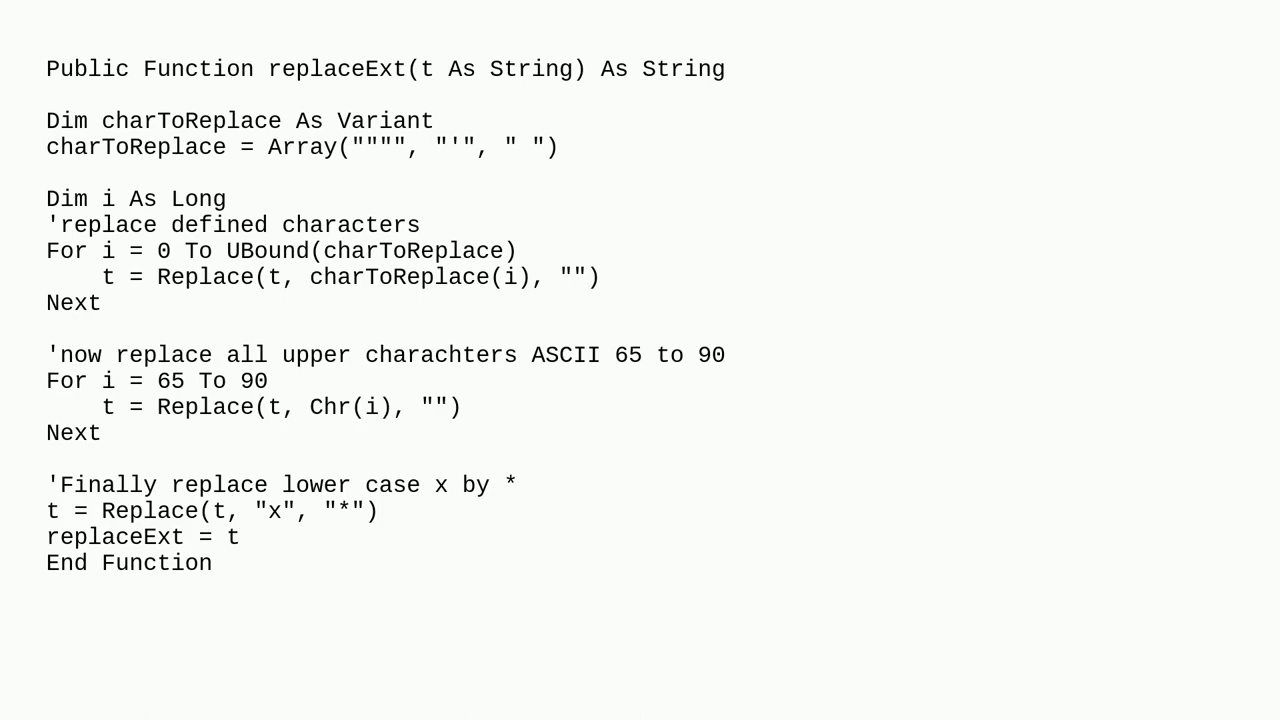 Public Function replaceExt(t As String) As String
Dim charToReplace As Variant
charToReplace = Array("""", "'", " ")
Dim i As Long
'replace defined characters
For i = 0 To UBound(charToReplace)
    t = Replace(t, charToReplace(i), "")
Next
'now replace all upper charachters ASCII 65 to 90
For i = 65 To 90
    t = Replace(t, Chr(i), "")
Next
'Finally replace lower case x by *
t = Replace(t, "x", "*")
replaceExt = t
End Function